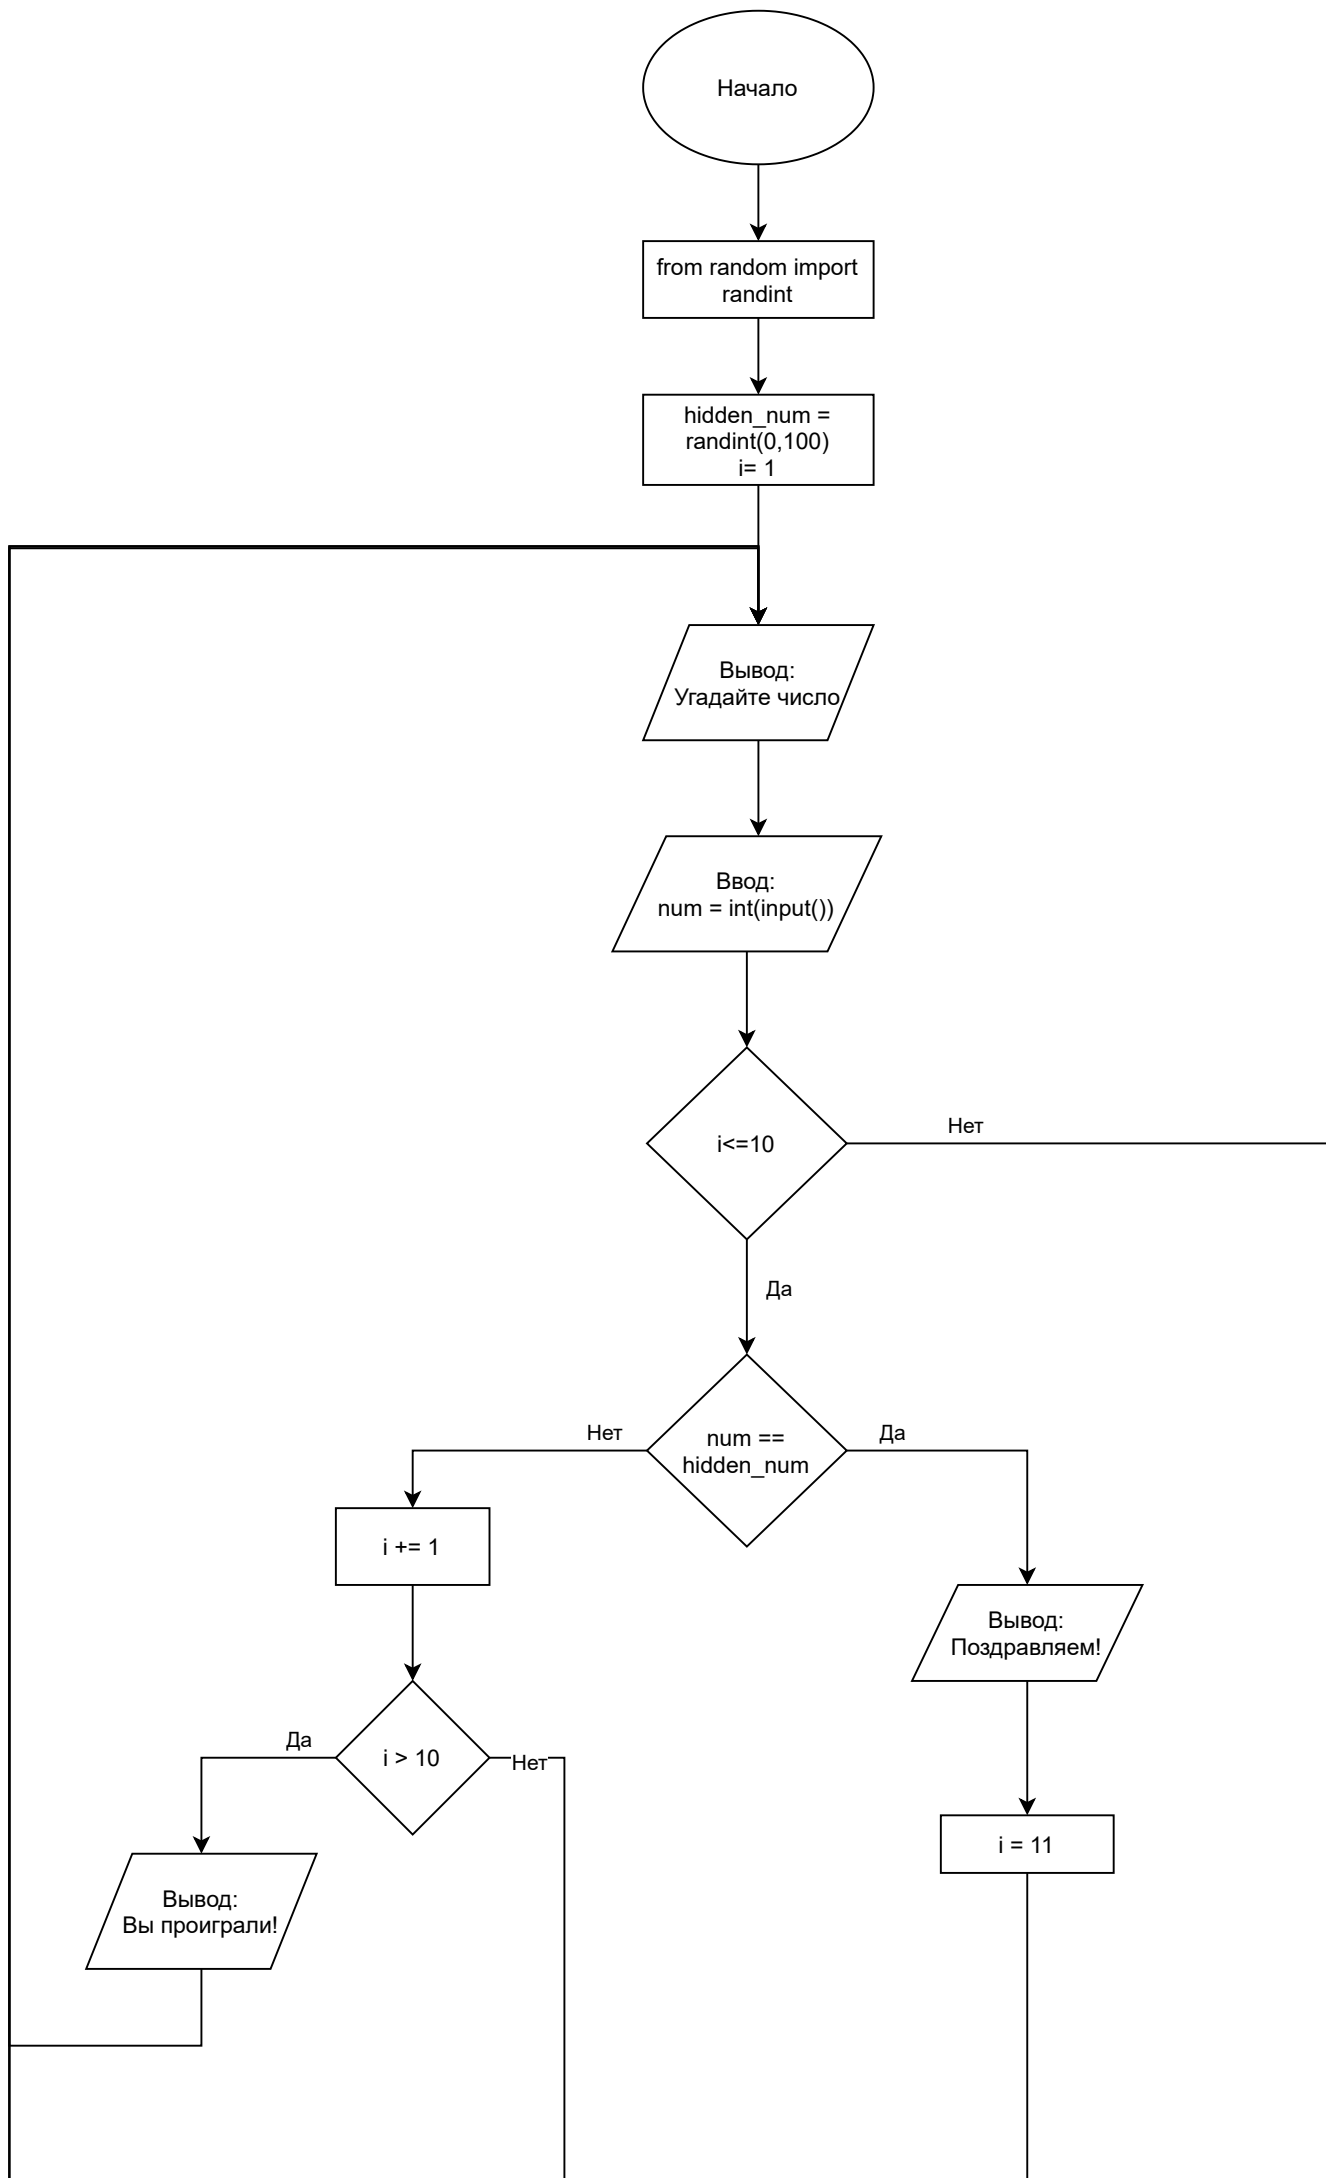 Начало
from random import
randint
hidden_num =
randint(0,100)
i= 1
Вывод:
Угадайте число
Ввод:
num = int(input())
i<=10
Нет
Да
num ==
hidden_num
Нет
Да
i += 1
Вывод:
Поздравляем!
i > 10
Да
Нет
i = 11
Вывод:
Вы проиграли!